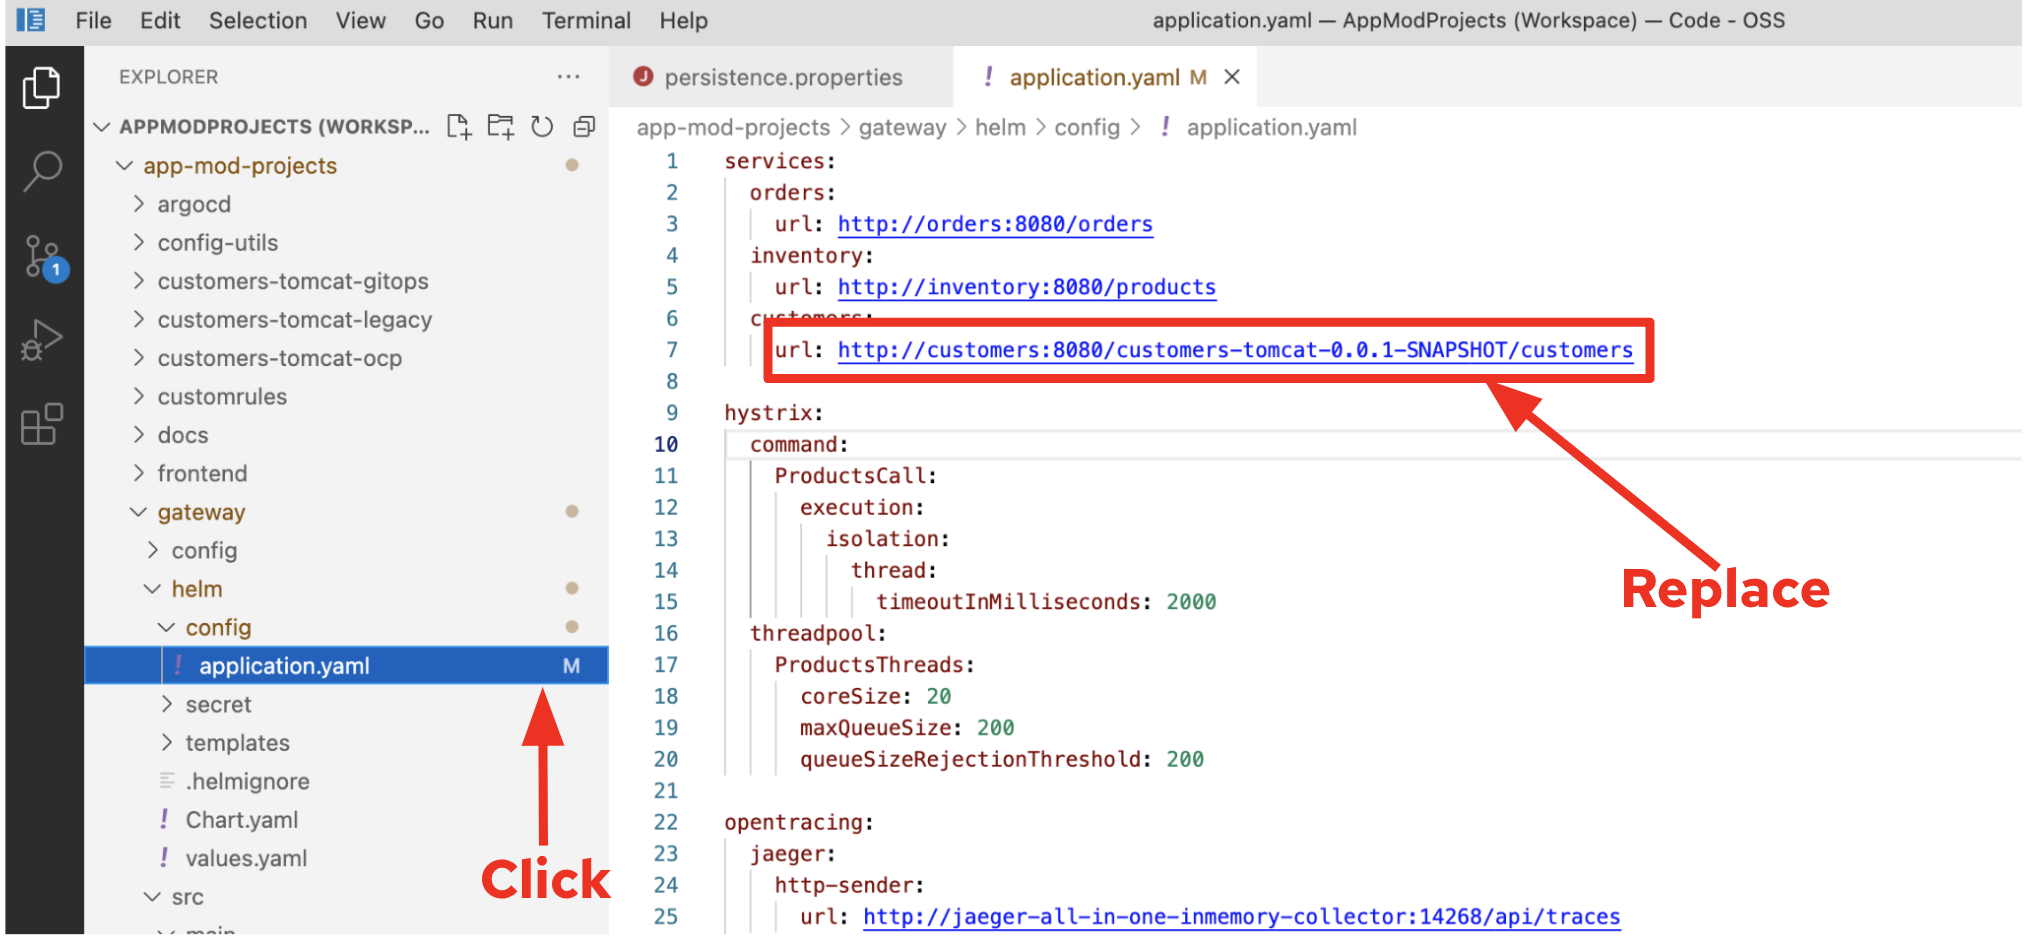 File Edit Selection View Go Run Terminal Help application.yaml — AppModProjects (Workspace) — Code - OSS
EXPLORER ···
APPMODPROJECTS (WORKSP...
app-mod-projects
argocd
config-utils
customers-tomcat-gitops
customers-tomcat-legacy
customers-tomcat-ocp
customrules
docs
frontend
gateway
config
helm
config
! application.yaml M
secret
templates
.helmignore
! Chart.yaml
! values.yaml
src
main
1
J persistence.properties ! application.yaml M
app-mod-projects > gateway > helm > config > ! application.yaml
1 services:
2 orders:
3 url: http://orders:8080/orders
4 inventory:
5 url: http://inventory:8080/products
6 customers:
7 url: http://customers:8080/customers-tomcat-0.0.1-SNAPSHOT/customers
8
9 hystrix:
10 command:
11 ProductsCall:
12 execution:
13 isolation:
14 thread:
15 timeoutInMilliseconds: 2000
16 threadpool:
17 ProductsThreads:
18 coreSize: 20
19 maxQueueSize: 200
20 queueSizeRejectionThreshold: 200
21
22 opentracing:
23 jaeger:
24 http-sender:
25 url: http://jaeger-all-in-one-inmemory-collector:14268/api/traces
Replace
Click